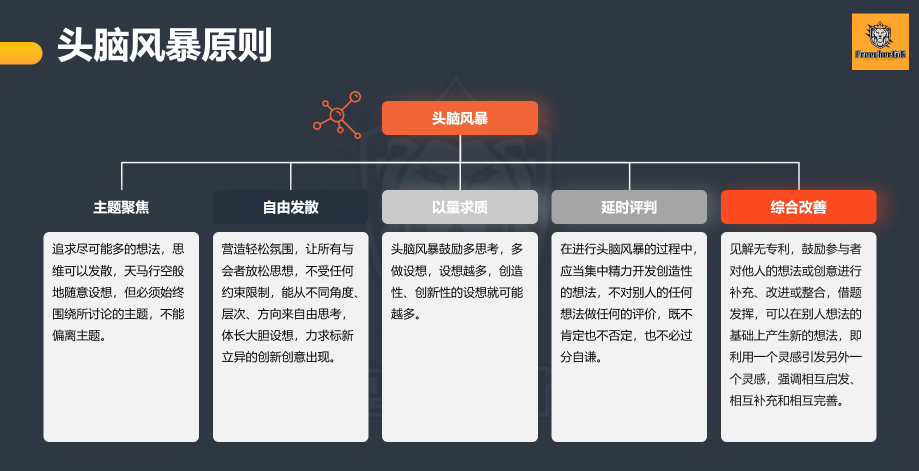 头脑风暴原则
头脑风暴
主题聚焦
追求尽可能多的想法，思
维可以发散，天马行空般
地随意设想，但必须始终
围绕所讨论的主题，不能
偏离主题。
自由发散
营造轻松氛围，让所有与
会者放松思想，不受任何
约束限制，能从不同角度、
层次、方向来自由思考，
体长大胆设想，力求标新
立异的创新创意出现。
以量求质
头脑风暴鼓励多思考，多
做设想，设想越多，创造
性、创新性的设想就可能
越多。
延时评判
在进行头脑风暴的过程中，
应当集中精力开发创造性
的想法，不对别人的任何
想法做任何的评价，既不
肯定也不否定，也不必过
分自谦。
综合改善
见解无专利，鼓励参与者
对他人的想法或创意进行
补充、改进或整合，借题
发挥，可以在别人想法的
基础上产生新的想法，即
利用一个灵感引发另外一
个灵感，强调相互启发、
相互补充和相互完善。